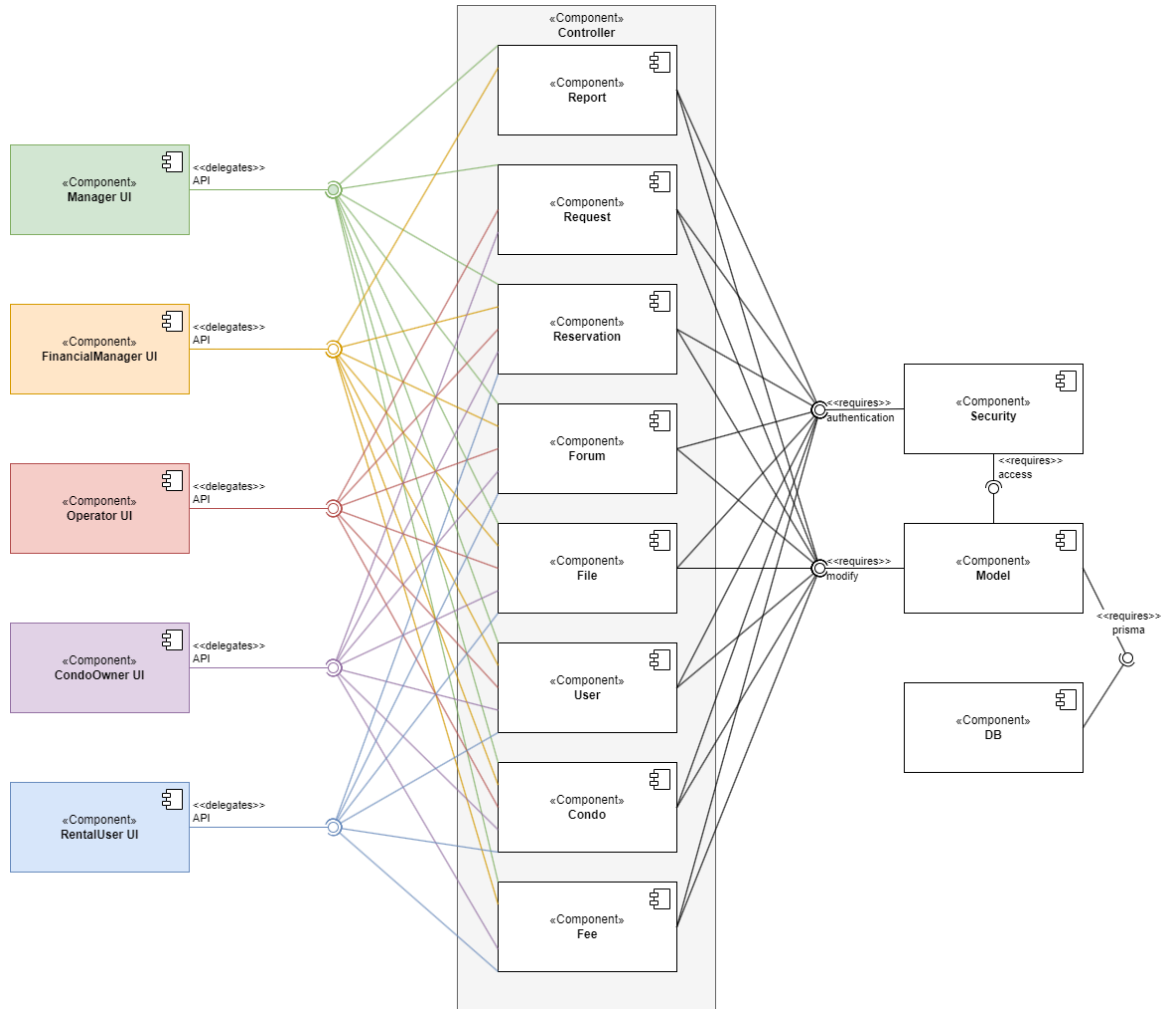 «Component»
Controller
«Component»
Report
«Component»
Manager UI
<<delegates>>
API
«Component»
Request
«Component»
FinancialManager UI
<<delegates>>
API
«Component»
Reservation
«Component»
Forum
<<requires>>
authentication
«Component»
Security
<<requires>>
access
«Component»
Operator UI
<<delegates>>
API
«Component»
File
<<requires>>
modify
«Component»
Model
<<requires>>
prisma
«Component»
CondoOwner UI
<<delegates>>
API
«Component»
User
«Component»
DB
«Component»
RentalUser UI
<<delegates>>
API
«Component»
Condo
«Component»
Fee